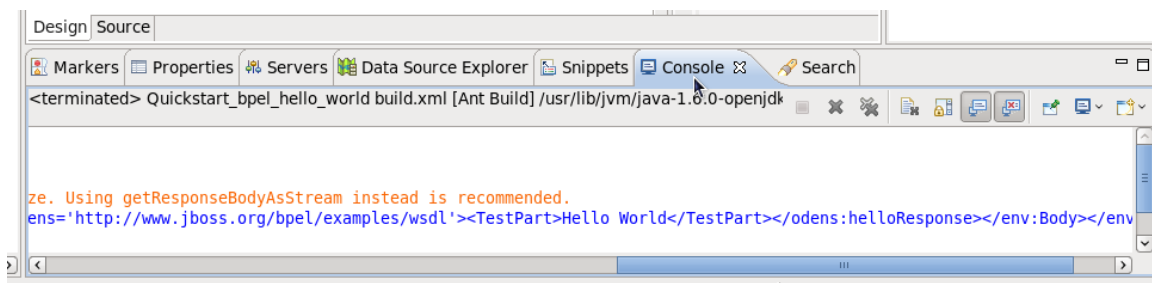 Design Source
Markers Properties Servers Data Source Explorer Snippets Console Search
<terminated> Quickstart_bpel_hello_world build.xml [Ant Build] /usr/lib/jvm/java-1.6.0-openjdk
ze. Using getResponseBodyAsStream instead is recommended.
ens='http://www.jboss.org/bpel/examples/wsdl'><TestPart>Hello World</TestPart></odens:helloResponse></env:Body></env